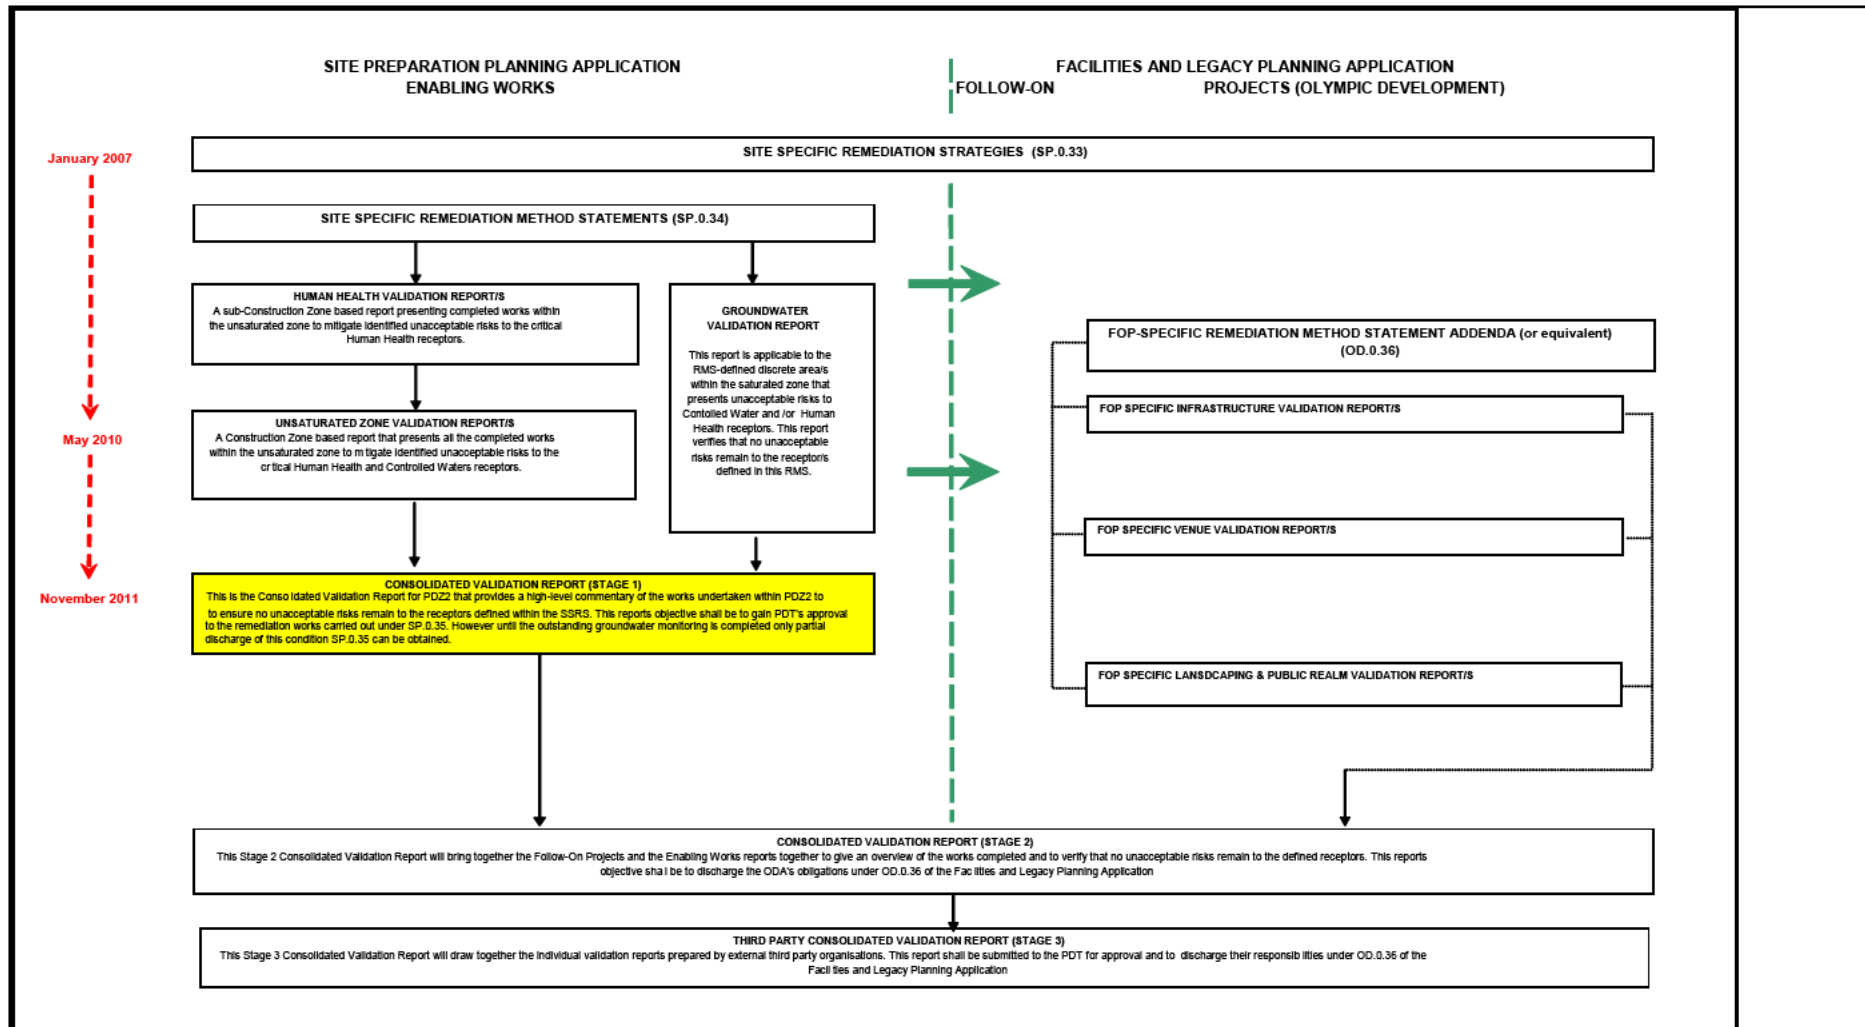 SITE PREPARATION PLANNING APPLICATION
ENABLING WORKS
FACILITIES AND LEGACY PLANNING APPLICATION
FOLLOW-ON PROJECTS (OLYMPIC DEVELOPMENT)
January 2007
SITE SPECIFIC REMEDIATION STRATEGIES (SP.0.33)
SITE SPECIFIC REMEDIATION METHOD STATEMENTS (SP.0.34)
HUMAN HEALTH VALIDATION REPORT/S
A sub-Construction Zone based report presenting completed works within
the unsaturated zone to mitigate identified unacceptable risks to the critical
Human Health receptors.
GROUNDWATER
VALIDATION REPORT
This report is applicable to the
RMS-defined discrete area/s
within the saturated zone that
presents unacceptable risks to
Contolled Water and /or Human
Health receptors. This report
verifies that no unacceptable
risks remain to the receptor/s
defined in this RMS.
UNSATURATED ZONE VALIDATION REPORT/S
A Construction Zone based report that presents all the completed works
within the unsaturated zone to m tigate identified unacceptable risks to the
cr tical Human Health and Controlled Waters receptors.
May 2010
FOP-SPECIFIC REMEDIATION METHOD STATEMENT ADDENDA (or equivalent)
(OD.0.36)
FOP SPECIFIC INFRASTRUCTURE VALIDATION REPORT/S
FOP SPECIFIC VENUE VALIDATION REPORT/S
FOP SPECIFIC LANSDCAPING & PUBLIC REALM VALIDATION REPORT/S
November 2011
CONSOLIDATED VALIDATION REPORT (STAGE 1)
This is the Conso idated Validation Report for PDZ2 that provides a high-level commentary of the works undertaken within PDZ2 to
to ensure no unacceptable risks remain to the receptors defined within the SSRS. This reports objective shall be to gain PDT's approval
to the remediation works carried out under SP.0.35. However until the outstanding groundwater monitoring is completed only partial
discharge of this condition SP.0.35 can be obtained.
CONSOLIDATED VALIDATION REPORT (STAGE 2)
This Stage 2 Consolidated Validation Report will bring together the Follow-On Projects and the Enabling Works reports together to give an overview of the works completed and to verify that no unacceptable risks remain to the defined receptors. This reports
objective sha l be to discharge the ODA's obligations under OD.0.36 of the Fac lities and Legacy Planning Application
THIRD PARTY CONSOLIDATED VALIDATION REPORT (STAGE 3)
This Stage 3 Consolidated Validation Report will draw together the individual validation reports prepared by external third party organisations. This report shall be submitted to the PDT for approval and to discharge their responsib lities under OD.0.36 of the
Facil ties and Legacy Planning Application